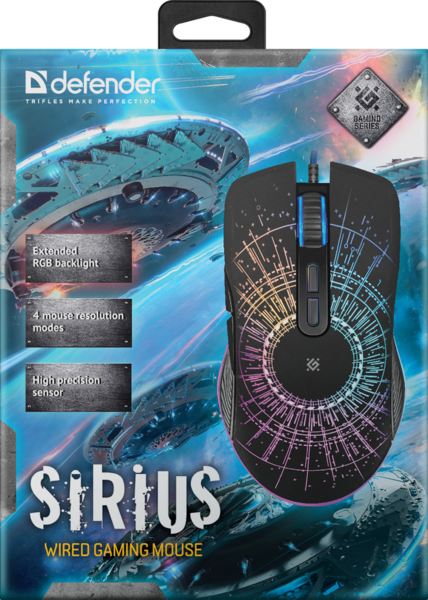 defender
TRIFLES MAKE PERFECTION
GAMING
SERIES
Extended
RGB backlight
4 mouse resolution
modes
High precision
sensor
SIRIUS
WIRED GAMING MOUSE